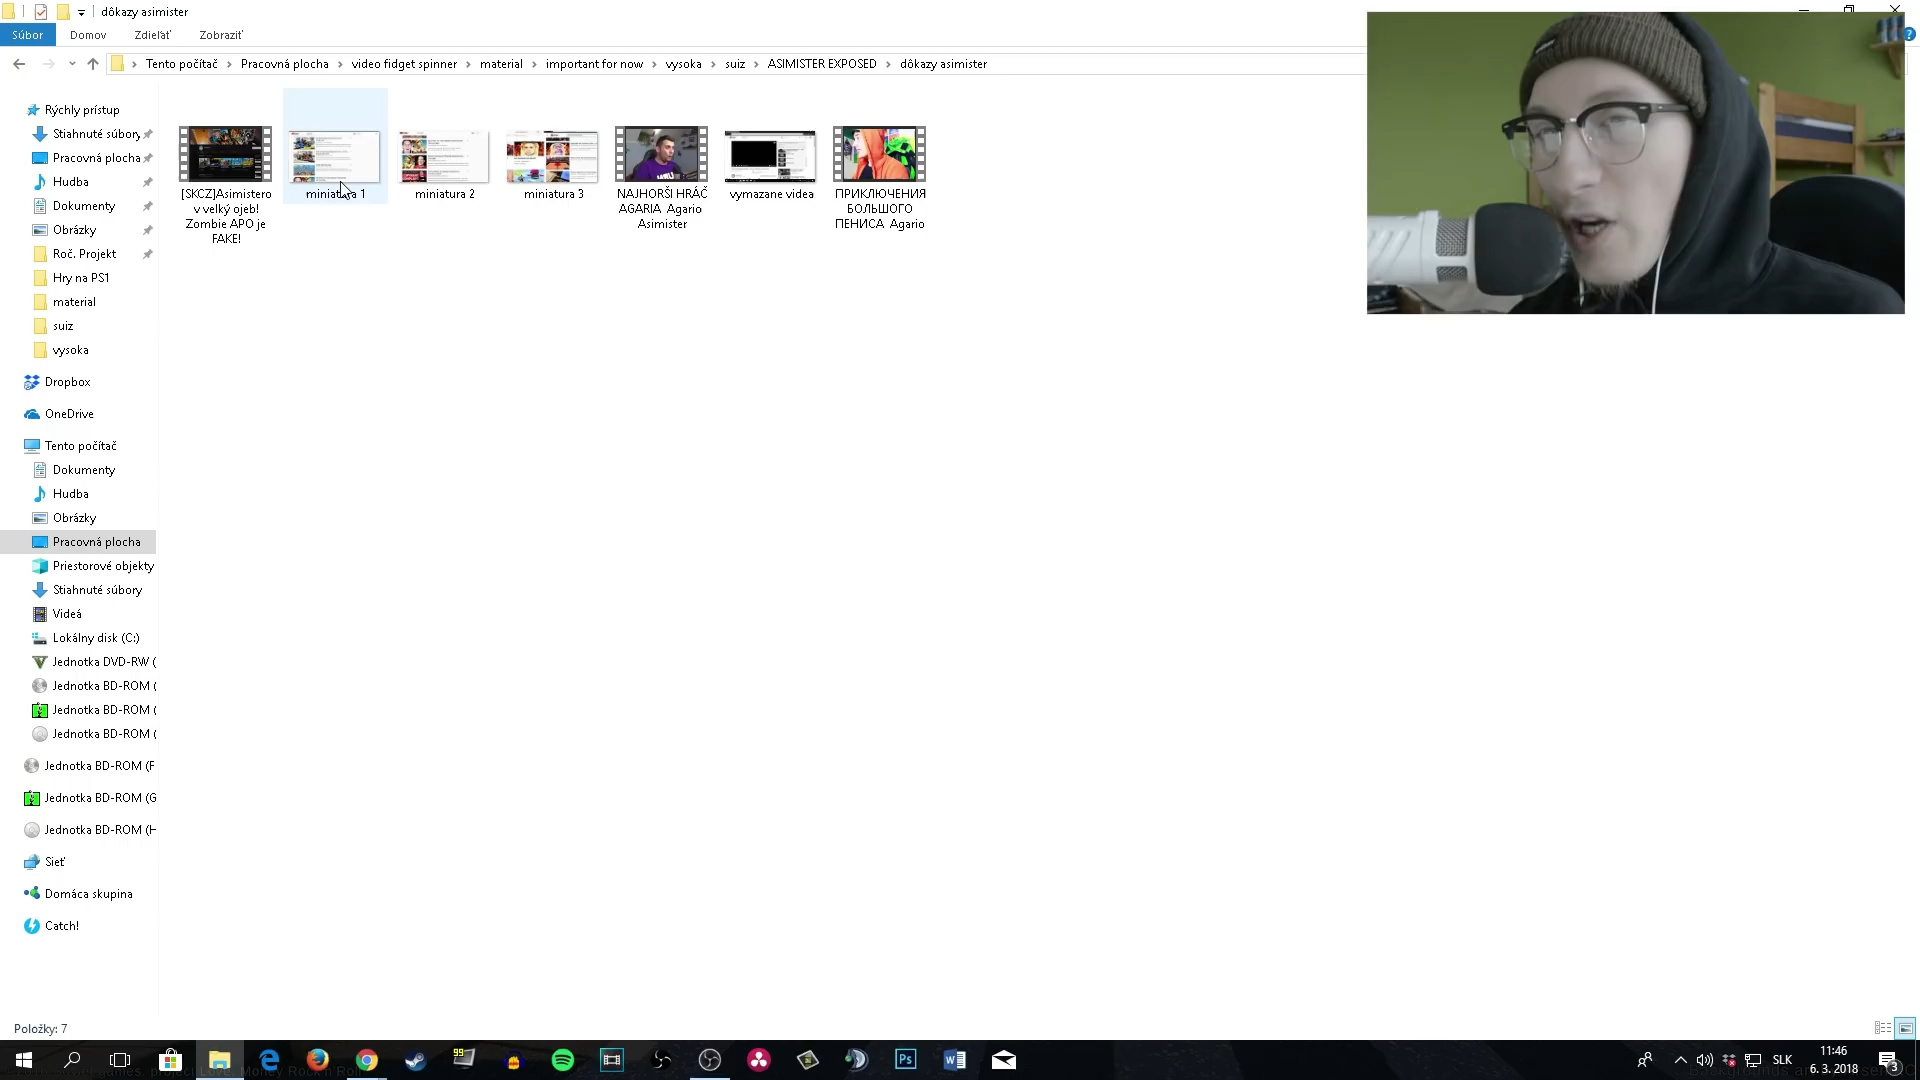 dôkazy asimister
Súbor Domov Zdieľať Zobraziť
Tento počítač Pracovná plocha video fidget spinner material important for now vysoka suiz ASIMISTER EXPOSED dôkazy asimister
Rýchly prístup
Stiahnuté súbory
Pracovná plocha
Hudba
Dokumenty
Obrázky
Roč. Projekt
Hry na PS1
material
suiz
vysoka
Dropbox
OneDrive
Tento počítač
Dokumenty
Hudba
Obrázky
Pracovná plocha
Priestorové objekty
Stiahnuté súbory
Videá
Lokálny disk (C:)
Jednotka DVD-RW (
Jednotka BD-ROM (
Jednotka BD-ROM (
Jednotka BD-ROM (
Jednotka BD-ROM (F
Jednotka BD-ROM (G
Jednotka BD-ROM (H
Sieť
Domáca skupina
Catch!
[SKCZ]Asimistero
v velký ojeb!
Zombie APO je
FAKE!
miniatura 1
miniatura 2
miniatura 3
NAJHORŠÍ HRÁČ
AGARIA Agario
Asimister
vymazane videa
ПРИКЛЮЧЕНИЯ
БОЛЬШОГО
ПЕНИСА Agario
Položky: 7
99
Ps
SLK
11:46
6. 3. 2018
3